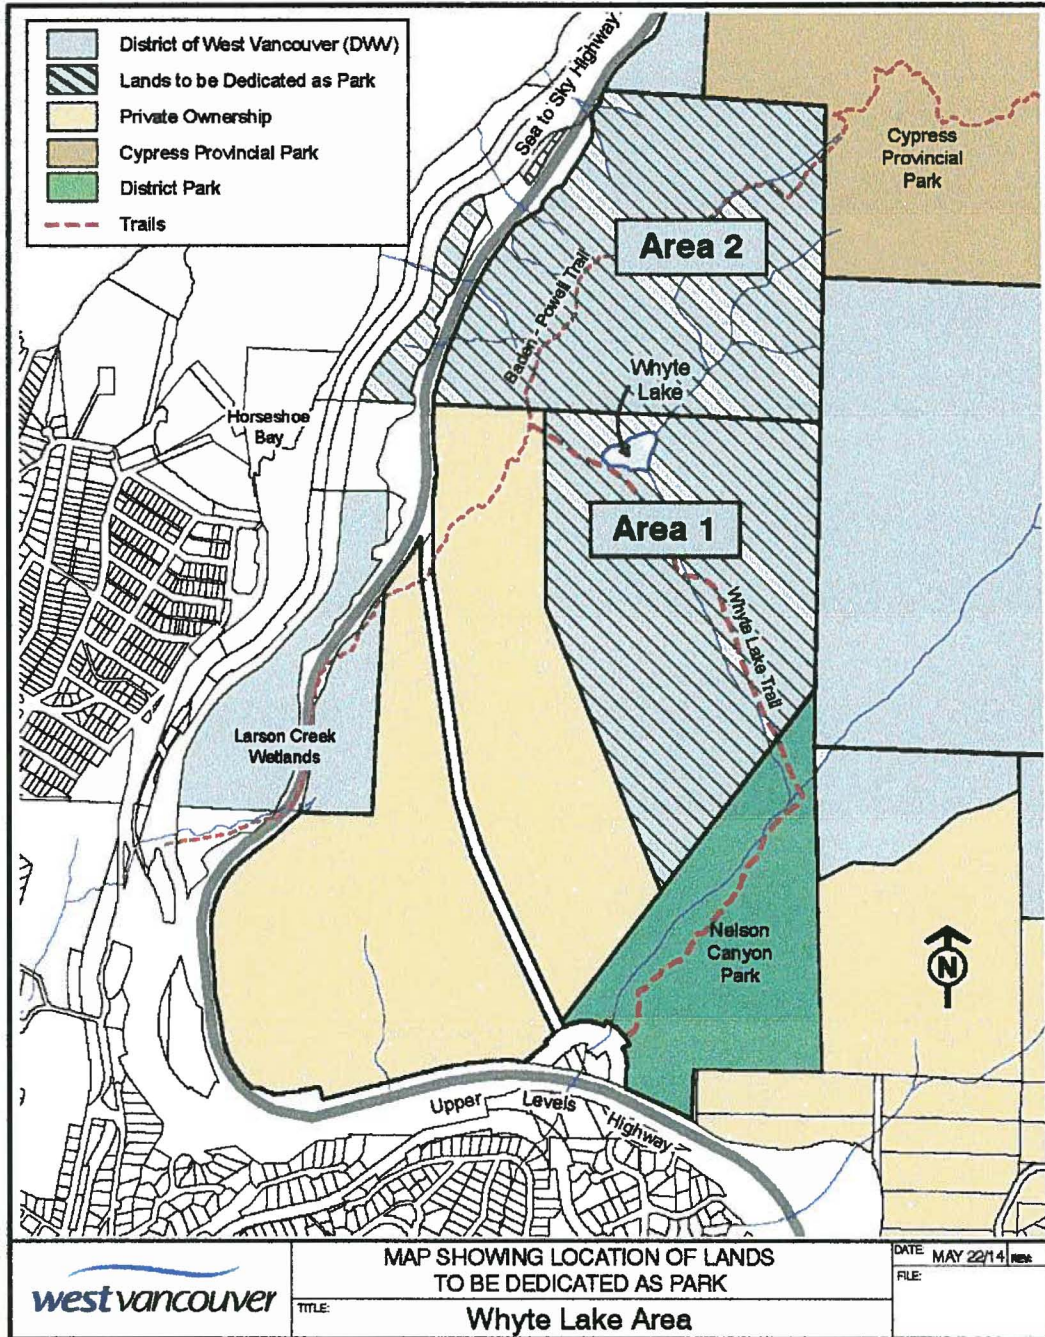 District of West Vancouver (DWV)
Lands to be Dedicated as Park
Private Ownership
Cypress Provincial Park
District Park
Trails
Sea to Sky Highway
Cypress
Provincial
Park
Area 2
Baden - Powell Trail
Whyte
Lake
Horseshoe
Bay
Area 1
Whyte Lake Trail
Larson Creek
Wetlands
Nelson
Canyon
Park
N
Upper Levels Highway
westvancouver
MAP SHOWING LOCATION OF LANDS
TO BE DEDICATED AS PARK
TITLE:
Whyte Lake Area
DATE MAY 22/14 REV:
FILE: